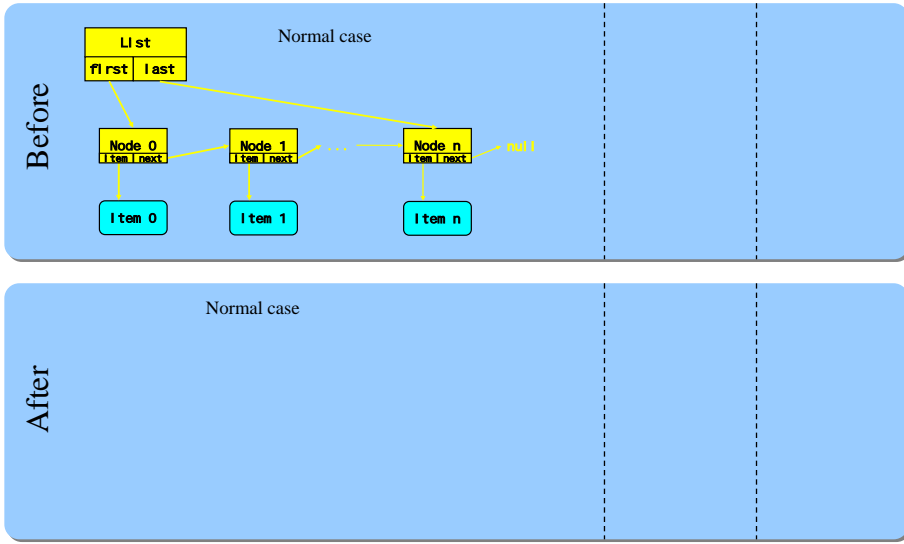 Normal case
List
first last
Before
Node 0 Node 1 ... Node n null
Item next Item next Item next
Item 0 Item 1 Item n
Normal case
After